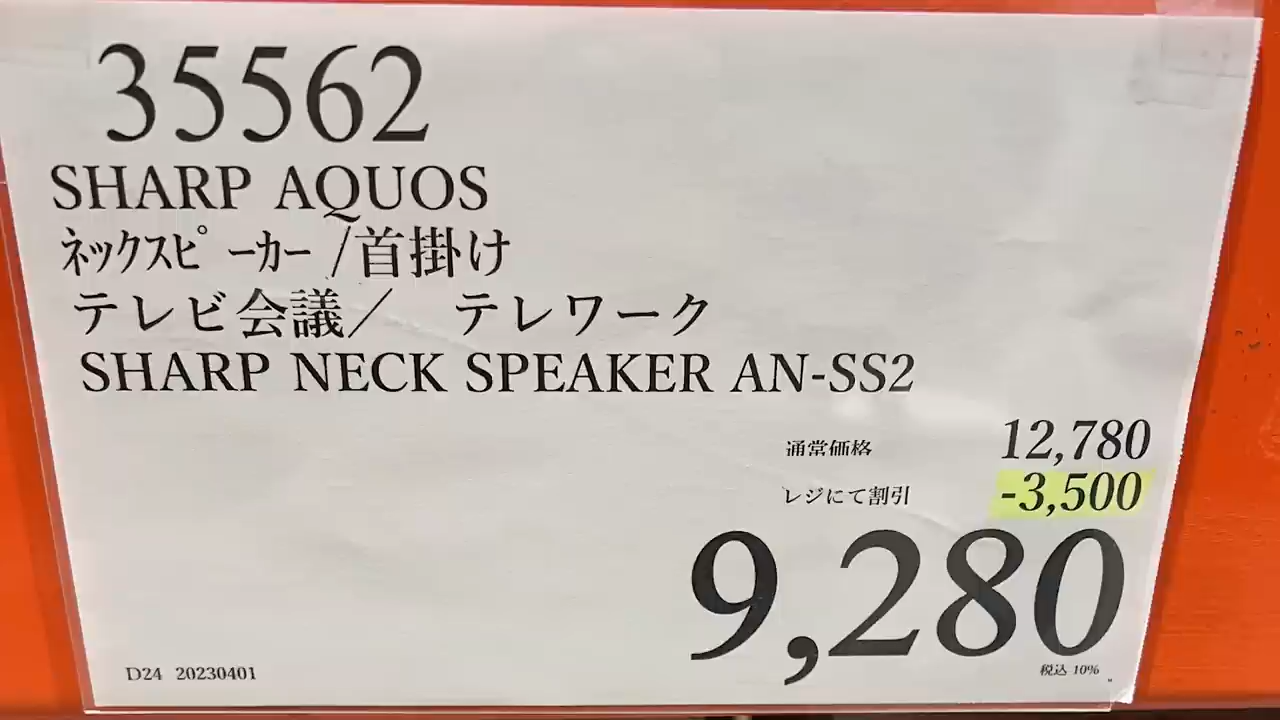 35562
SHARP AQUOS
ﾈｯｸｽﾋﾟｰｶｰ /首掛け
テレビ会議／　テレワーク
SHARP NECK SPEAKER AN-SS2
通常価格 12,780
レジにて割引 -3,500
9,280
税込 10%
D24 20230401